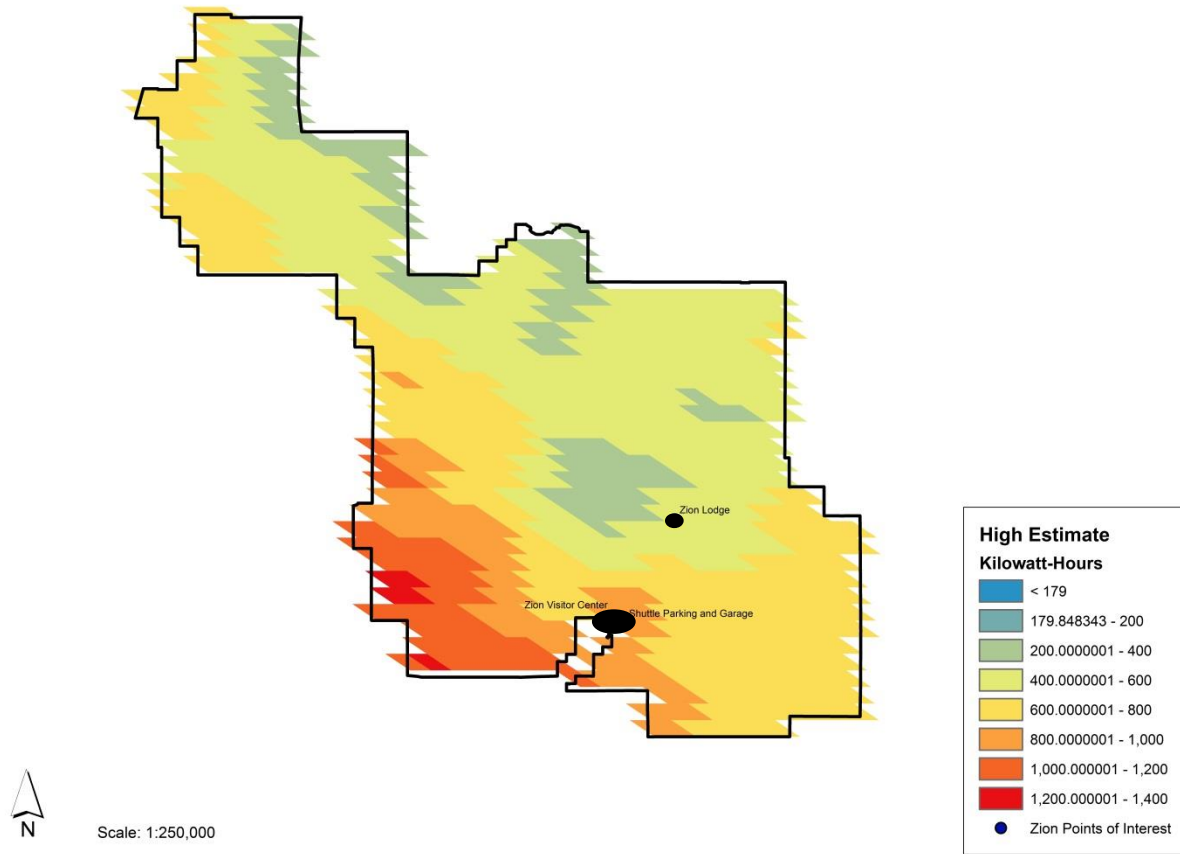 Zion Lodge
Zion Visitor Center
Shuttle Parking and Garage
High Estimate
Kilowatt-Hours
< 179
179.848343 - 200
200.0000001 - 400
400.0000001 - 600
600.0000001 - 800
800.0000001 - 1,000
1,000.000001 - 1,200
1,200.000001 - 1,400
Zion Points of Interest
N
Scale: 1:250,000